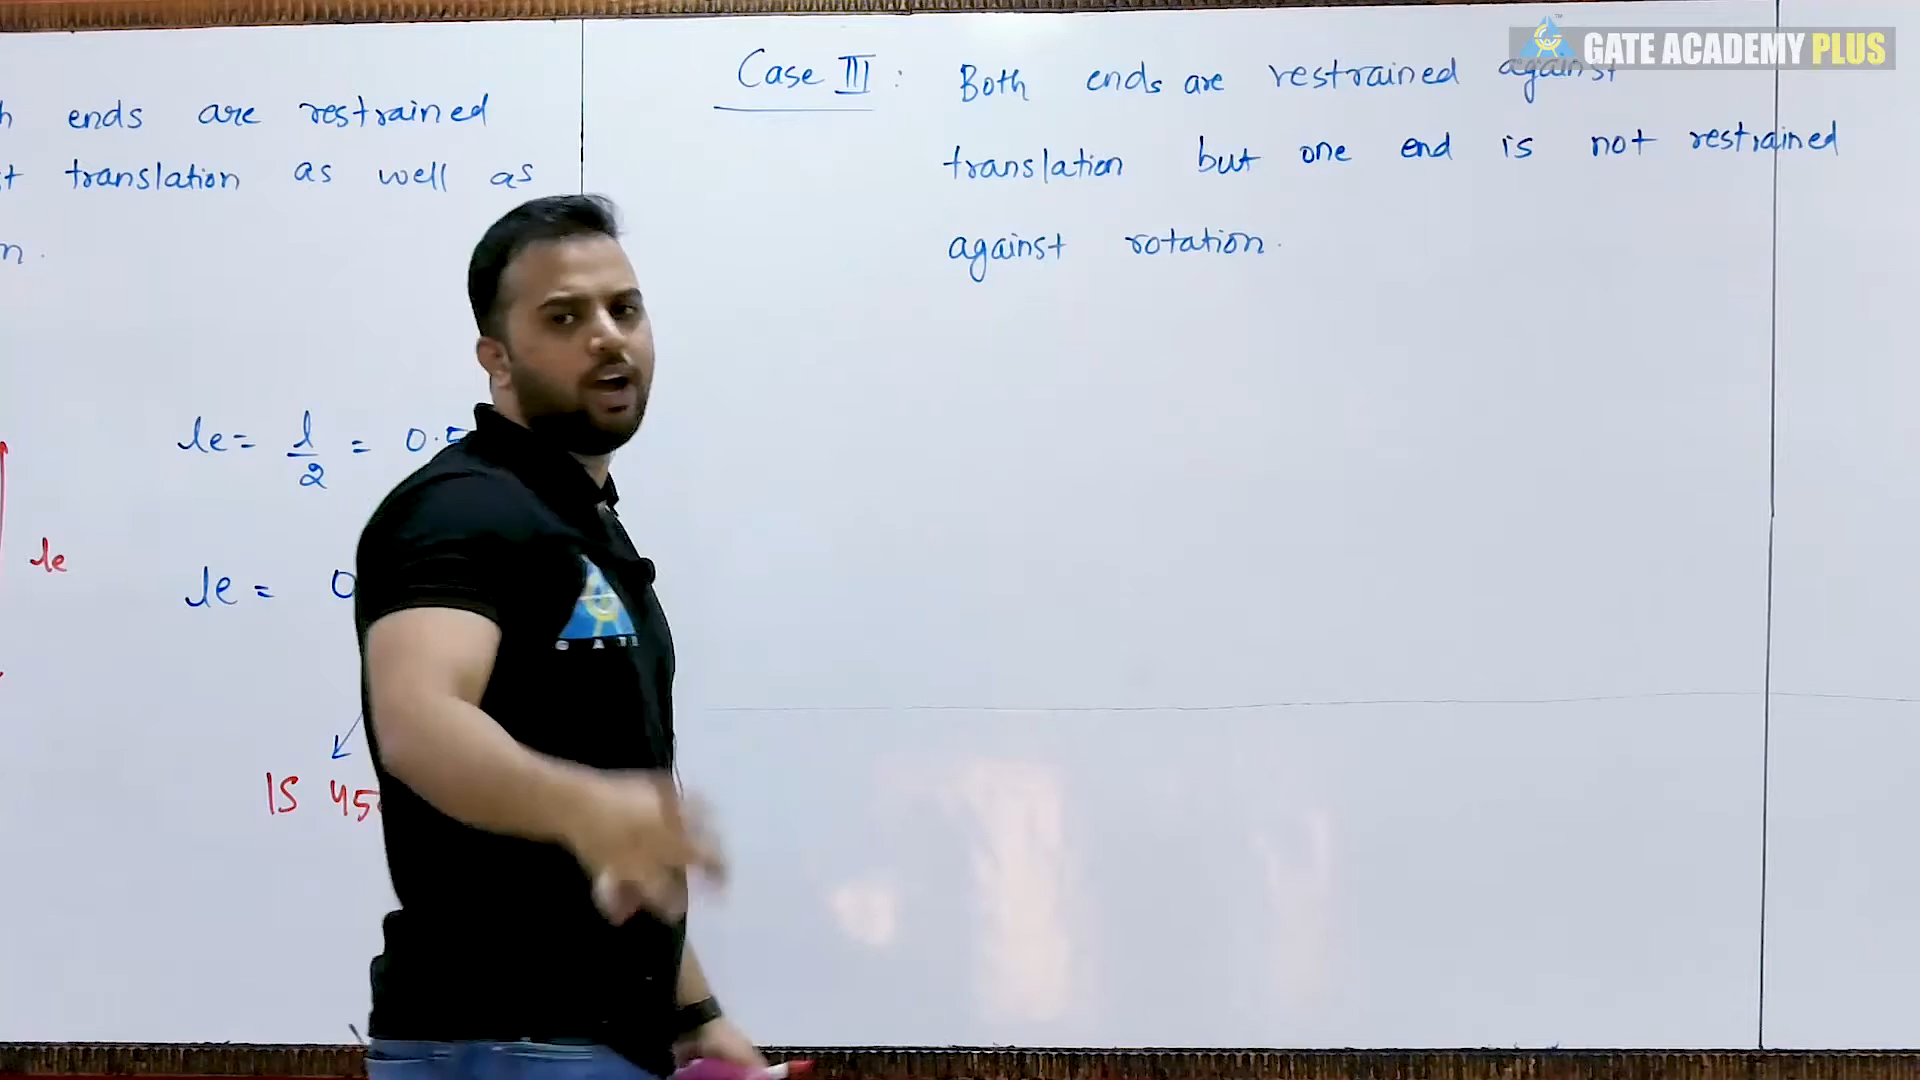 GATE ACADEMY PLUS
ends are restrained
translation as well as
le = l/2 = 0.5
le
le = 0
IS 45
Case III : Both ends are restrained against
translation but one end is not restrained
against rotation.
GATE